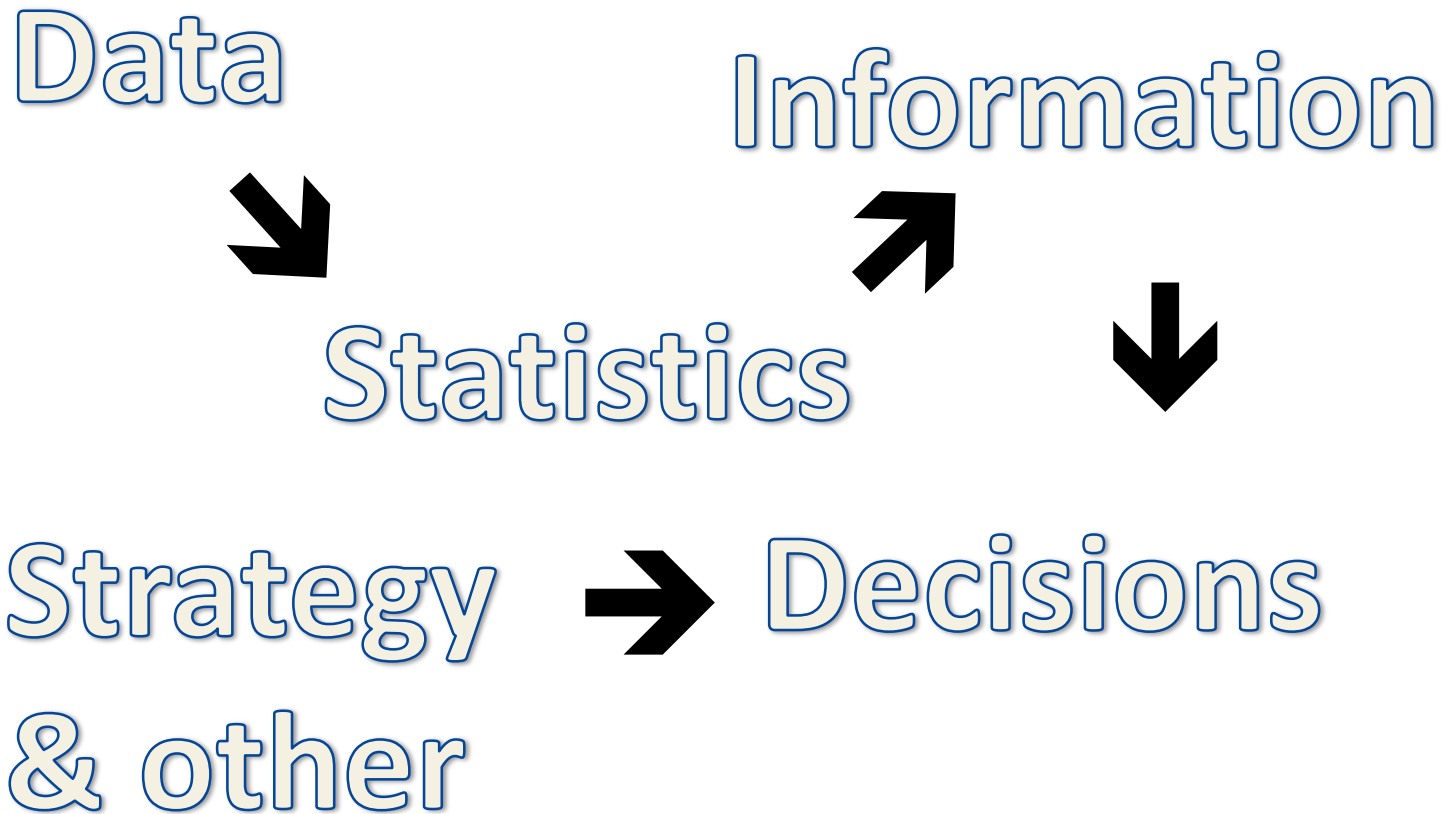 Data
Information
Statistics
Strategy
Decisions
& other